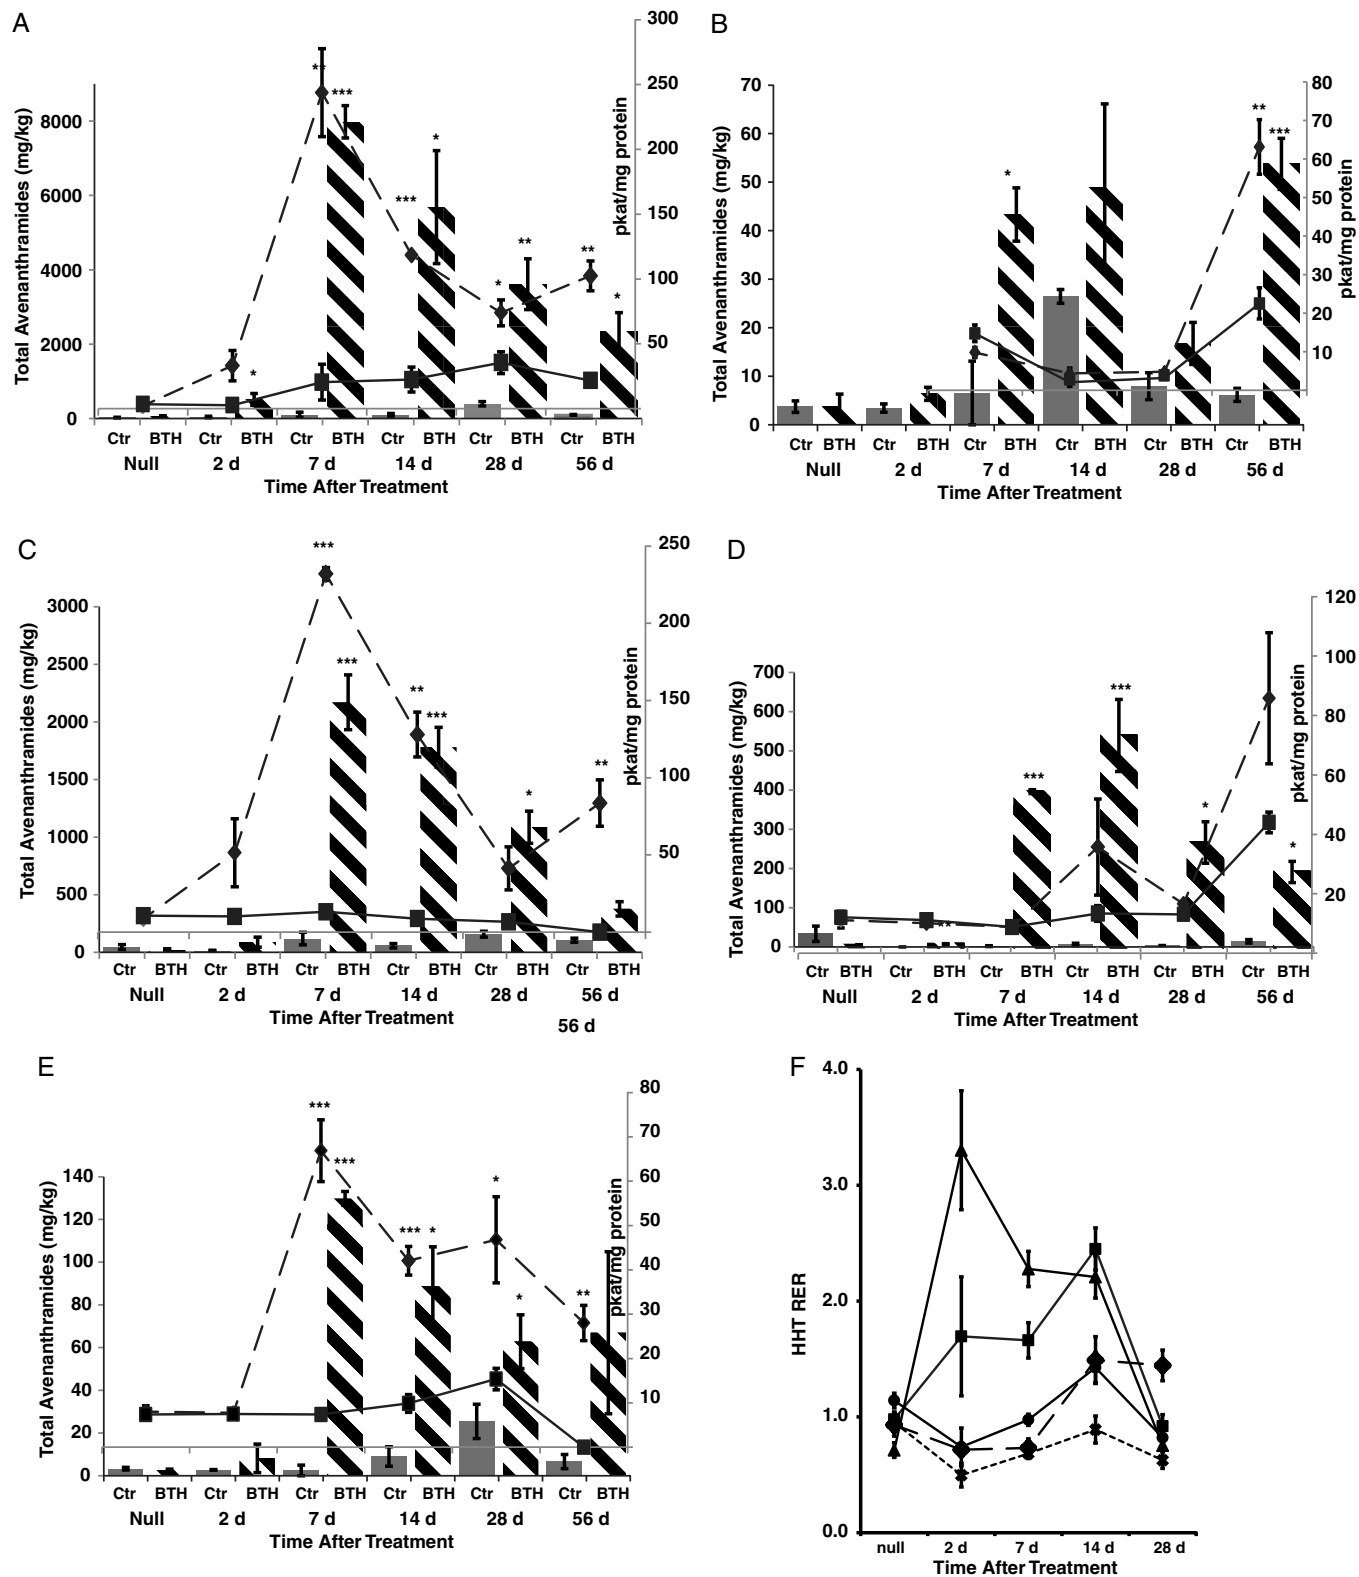 A
Total Avenanthramides (mg/kg)
8000
6000
4000
2000
0
300
250
200
150
100
50
pkat/mg protein
**
***
***
*
*
*
**
**
*
Ctr BTH Ctr BTH Ctr BTH Ctr BTH Ctr BTH Ctr BTH
Null 2 d 7 d 14 d 28 d 56 d
Time After Treatment
B
Total Avenanthramides (mg/kg)
70
60
50
40
30
20
10
0
80
70
60
50
40
30
20
10
pkat/mg protein
*
**
***
Ctr BTH Ctr BTH Ctr BTH Ctr BTH Ctr BTH Ctr BTH
Null 2 d 7 d 14 d 28 d 56 d
Time After Treatment
C
Total Avenanthramides (mg/kg)
3000
2500
2000
1500
1000
500
0
250
200
150
100
50
pkat/mg protein
***
***
**
***
*
**
Ctr BTH Ctr BTH Ctr BTH Ctr BTH Ctr BTH Ctr BTH
Null 2 d 7 d 14 d 28 d 56 d
Time After Treatment
56 d
D
Total Avenanthramides (mg/kg)
700
600
500
400
300
200
100
0
120
100
80
60
40
20
pkat/mg protein
**
***
***
*
*
Ctr BTH Ctr BTH Ctr BTH Ctr BTH Ctr BTH Ctr BTH
Null 2 d 7 d 14 d 28 d 56 d
Time After Treatment
E
Total Avenanthramides (mg/kg)
140
120
100
80
60
40
20
0
80
70
60
50
40
30
20
10
pkat/mg protein
***
***
***
*
*
*
**
Ctr BTH Ctr BTH Ctr BTH Ctr BTH Ctr BTH Ctr BTH
Null 2 d 7 d 14 d 28 d 56 d
Time After Treatment
F
HHT RER
4.0
3.0
2.0
1.0
0.0
null 2 d 7 d 14 d 28 d
Time After Treatment